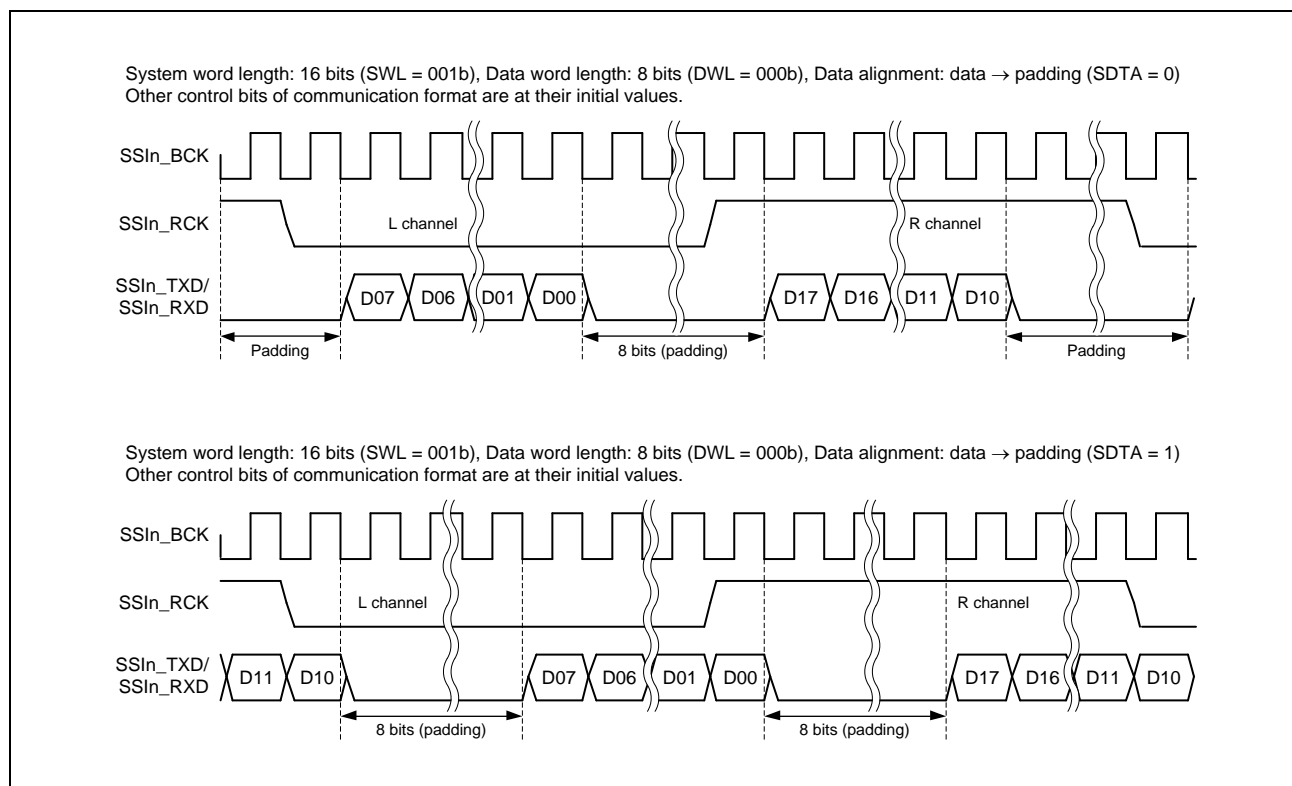 System word length: 16 bits (SWL = 001b), Data word length: 8 bits (DWL = 000b), Data alignment: data → padding (SDTA = 0)
Other control bits of communication format are at their initial values.
SSIn_BCK
SSIn_RCK
L channel
R channel
SSIn_TXD/
SSIn_RXD
D07 D06 D01 D00 D17 D16 D11 D10
Padding 8 bits (padding) Padding
System word length: 16 bits (SWL = 001b), Data word length: 8 bits (DWL = 000b), Data alignment: data → padding (SDTA = 1)
Other control bits of communication format are at their initial values.
SSIn_BCK
SSIn_RCK
L channel
R channel
SSIn_TXD/
SSIn_RXD
D11 D10 D07 D06 D01 D00 D17 D16 D11 D10
8 bits (padding) 8 bits (padding)